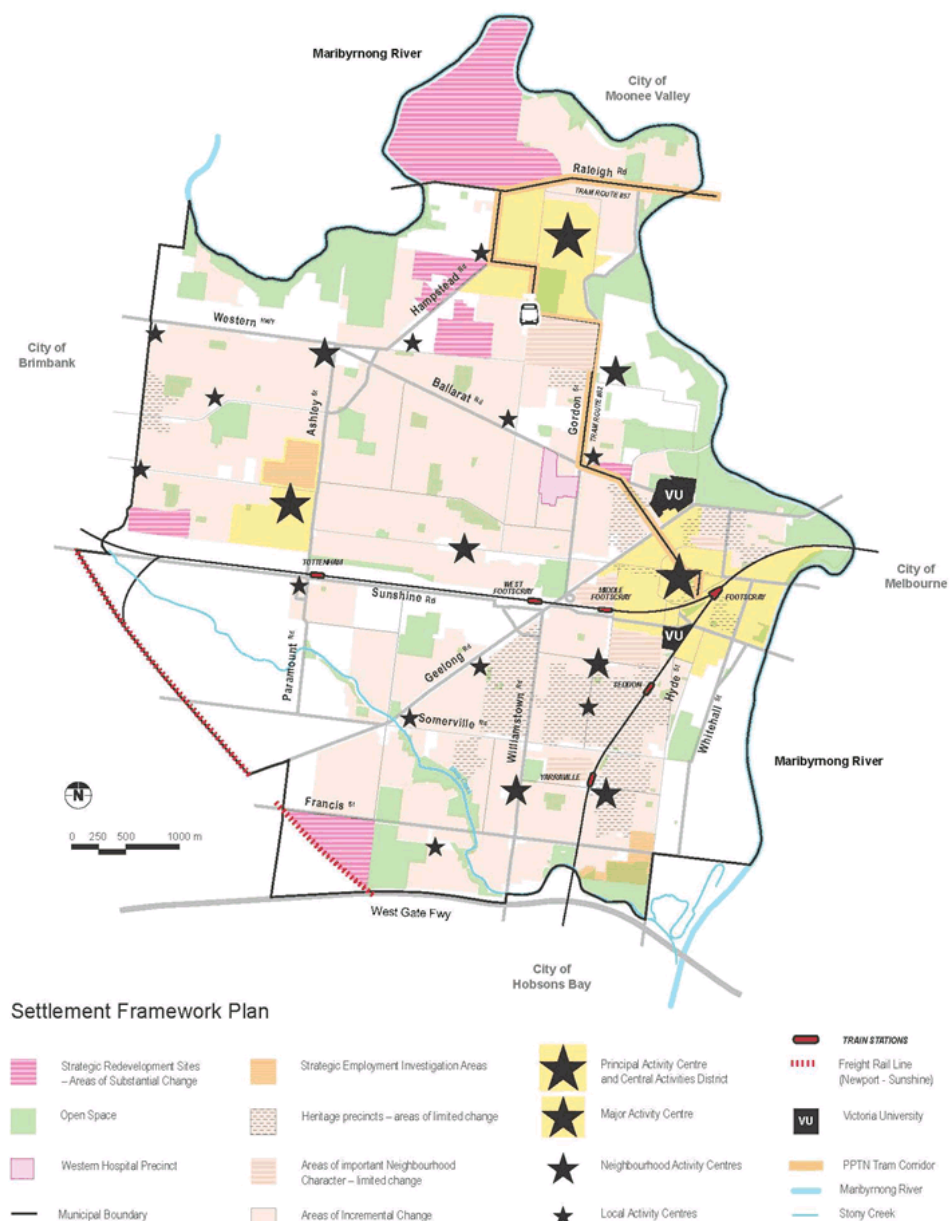 Maribyrnong River
City of
Moonee Valley
Raleigh Rd
TRAM ROUTE #57
Hampstead Rd
Western HWY
City of
Brimbank
Ballarat Rd
Ashley St
Gordon St
TRAM ROUTE #82
VU
TOTTENHAM
Sunshine Rd
WEST
FOOTSCRAY
MIDDLE
FOOTSCRAY
FOOTSCRAY
City of
Melbourne
VU
Paramount Rd
Geelong Rd
SEDDON
Hyde St
Somerville Rd
Williamstown Rd
Whitehall St
YARRAVILLE
Maribyrnong River
N
0 250 500 1000 m
Francis St
West Gate Fwy
City of
Hobsons Bay
Settlement Framework Plan
Strategic Redevelopment Sites
– Areas of Substantial Change
Open Space
Western Hospital Precinct
Municipal Boundary
Strategic Employment Investigation Areas
Heritage precincts – areas of limited change
Areas of important Neighbourhood
Character – limited change
Areas of Incremental Change
Principal Activity Centre
and Central Activities District
Major Activity Centre
Neighbourhood Activity Centres
Local Activity Centres
TRAIN STATIONS
Freight Rail Line
(Newport - Sunshine)
VU
Victoria University
PPTN Tram Corridor
Maribyrnong River
Stony Creek